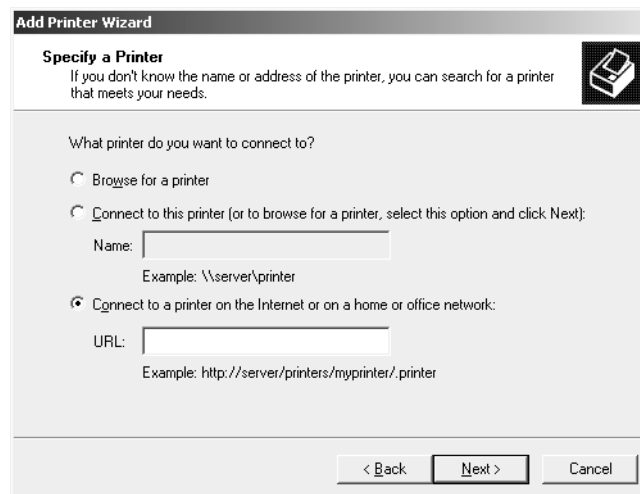 Add Printer Wizard
Specify a Printer
If you don't know the name or address of the printer, you can search for a printer
that meets your needs.
What printer do you want to connect to?
Browse for a printer
Connect to this printer (or to browse for a printer, select this option and click Next):
Name:
Example: \\server\printer
Connect to a printer on the Internet or on a home or office network:
URL:
Example: http://server/printers/myprinter/.printer
< Back Next > Cancel